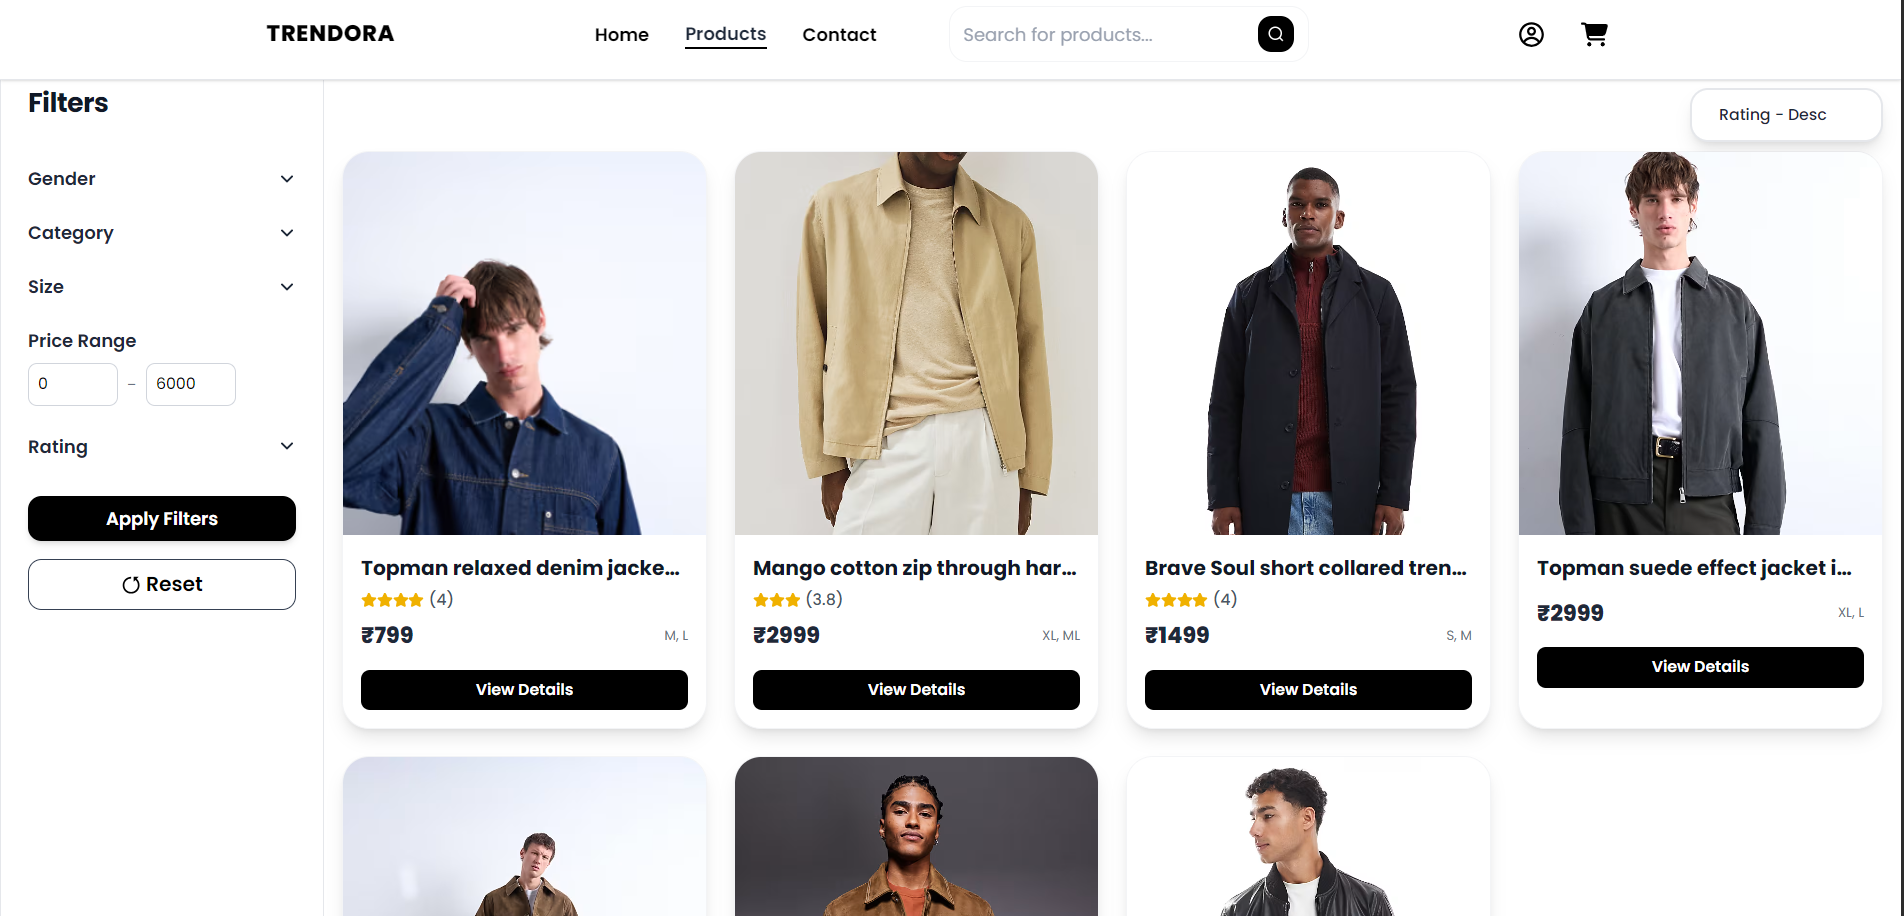 TRENDORA
Home
Products
Contact
Search for products...
Filters
Rating - Desc
Gender
Category
Size
Price Range
0 – 6000
Rating
Apply Filters
Reset
Topman relaxed denim jacke...
(4)
₹799
M, L
View Details
Mango cotton zip through har...
(3.8)
₹2999
XL, ML
View Details
Brave Soul short collared tren...
(4)
₹1499
S, M
View Details
Topman suede effect jacket i...
₹2999
XL, L
View Details